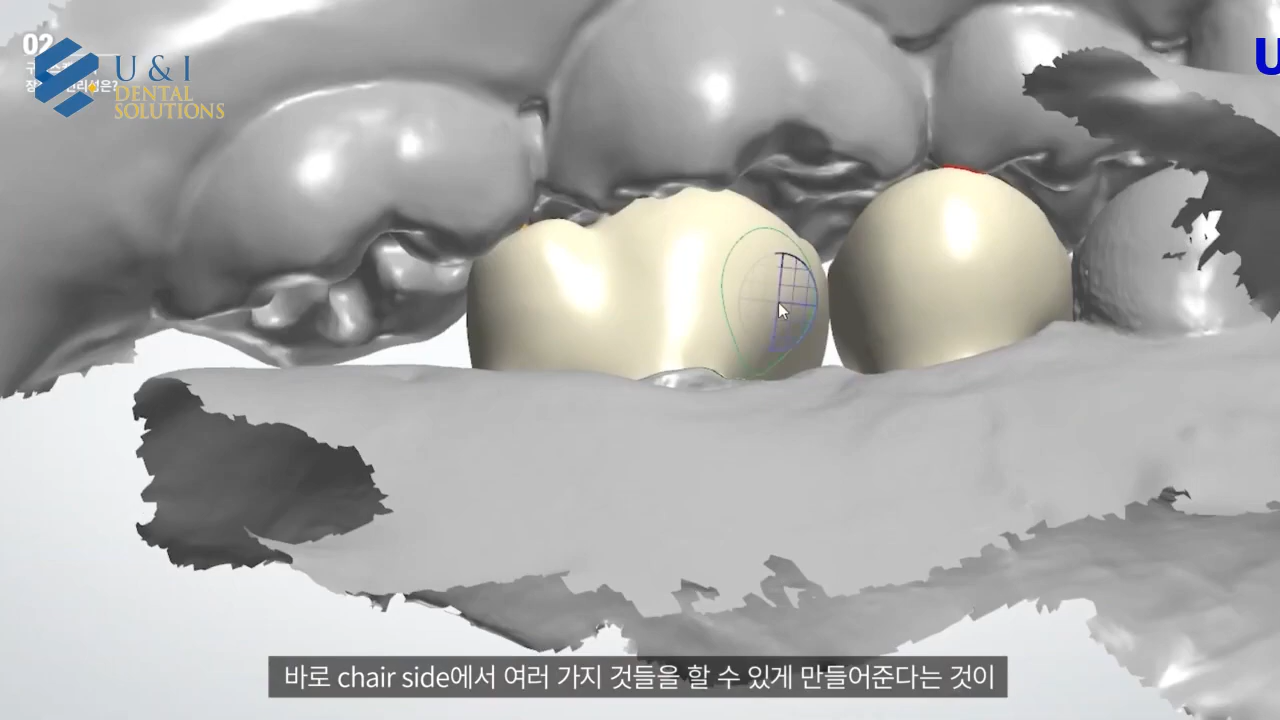 02
U & I
DENTAL
SOLUTIONS
U
바로 chair side에서 여러 가지 것들을 할 수 있게 만들어준다는 것이